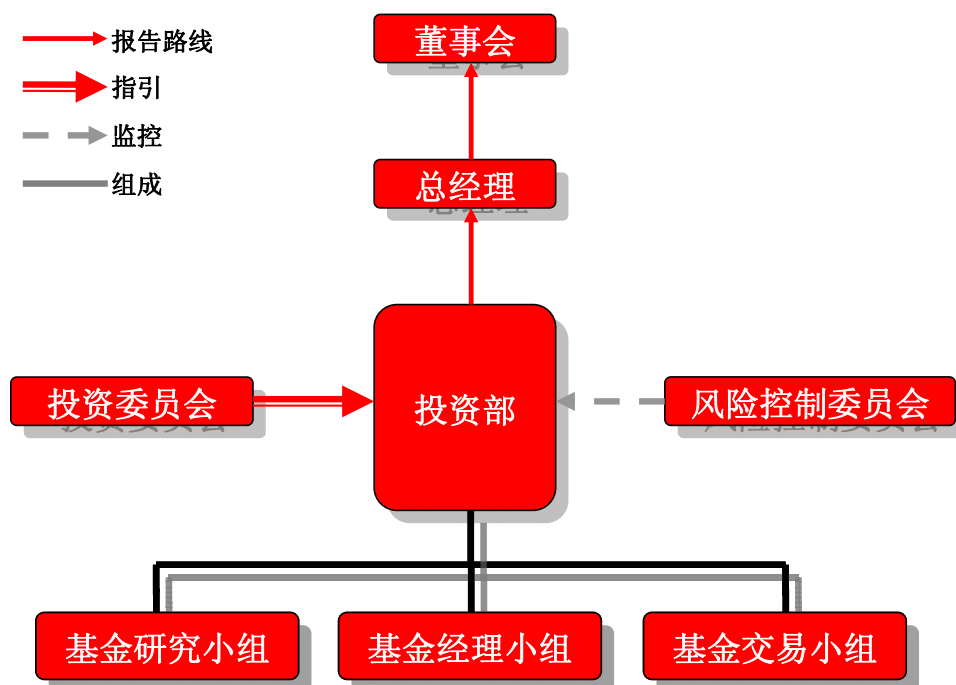 报告路线
指引
监控
组成
董事会
总经理
投资委员会
投资部
风险控制委员会
基金研究小组
基金经理小组
基金交易小组